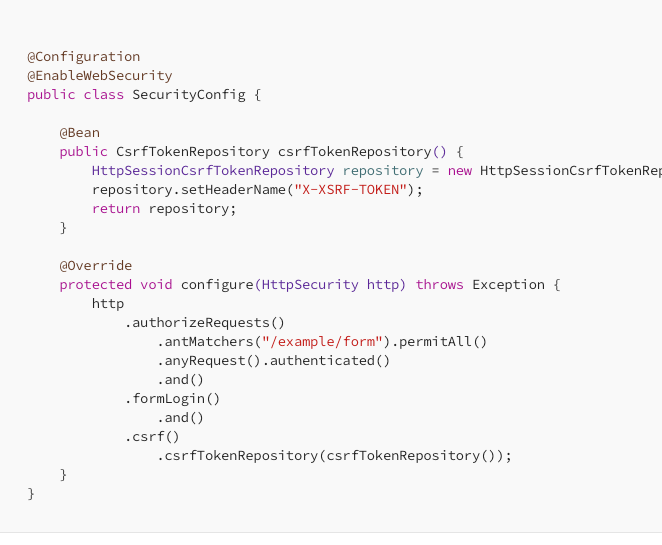 @Configuration
@EnableWebSecurity
public class SecurityConfig {
@Bean
public CsrfTokenRepository csrfTokenRepository() {
HttpSessionCsrfTokenRepository repository = new HttpSessionCsrfTokenRep
repository.setHeaderName("X-XSRF-TOKEN");
return repository;
}
@Override
protected void configure(HttpSecurity http) throws Exception {
http
.authorizeRequests()
.antMatchers("/example/form").permitAll()
.anyRequest().authenticated()
.and()
.formLogin()
.and()
.csrf()
.csrfTokenRepository(csrfTokenRepository());
}
}